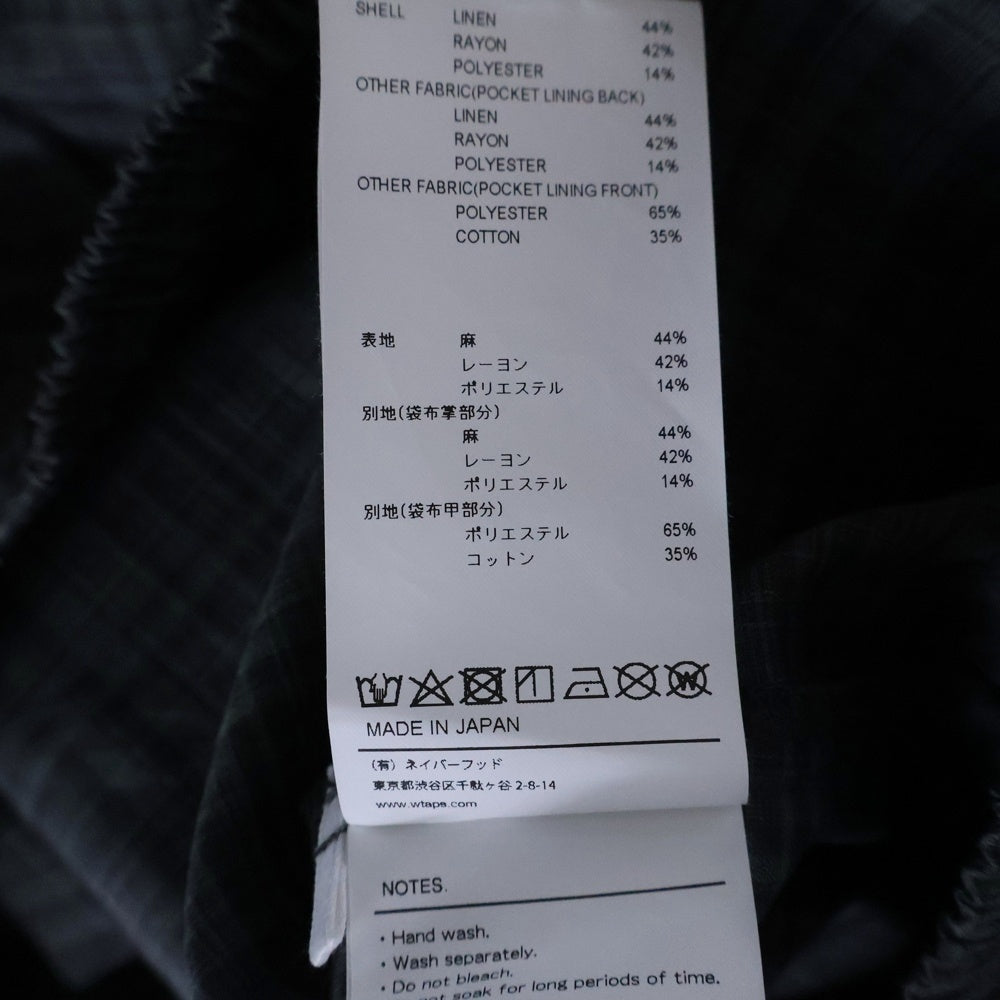 SHELL LINEN 44%
RAYON 42%
POLYESTER 14%
OTHER FABRIC(POCKET LINING BACK)
LINEN 44%
RAYON 42%
POLYESTER 14%
OTHER FABRIC(POCKET LINING FRONT)
POLYESTER 65%
COTTON 35%
表地 麻 44%
レーヨン 42%
ポリエステル 14%
別地(袋布掌部分)
麻 44%
レーヨン 42%
ポリエステル 14%
別地(袋布甲部分)
ポリエステル 65%
コットン 35%
W
MADE IN JAPAN
(有) ネイバーフッド
東京都渋谷区千駄ヶ谷 2-8-14
www.wtaps.com
NOTES.
・Hand wash.
・Wash separately.
・Do not bleach.
not soak for long periods of time.